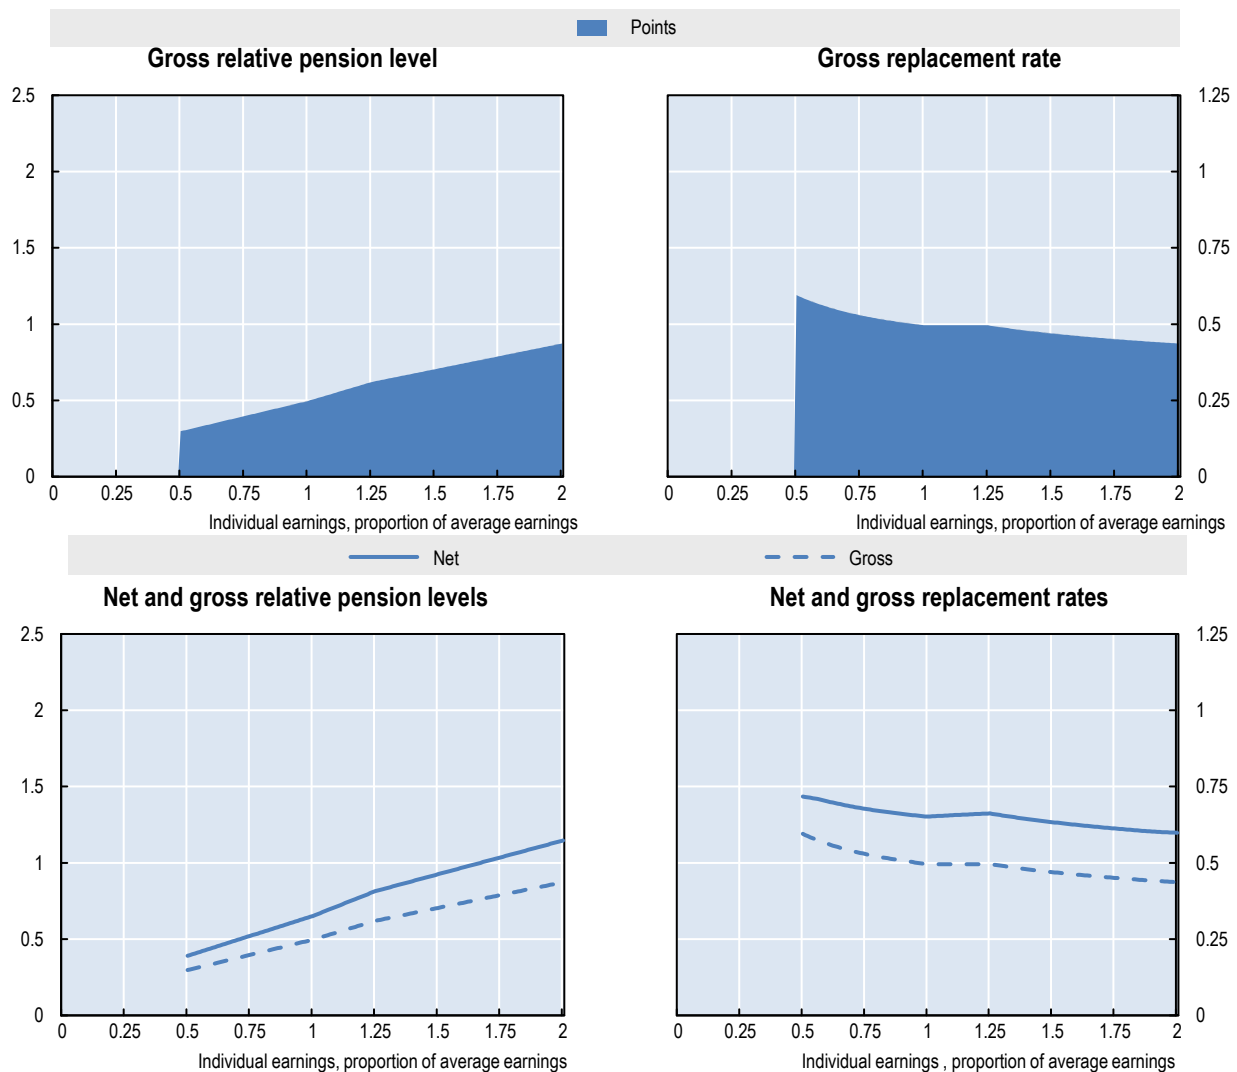 Points
Gross relative pension level
Gross replacement rate
2.5
2
1.5
1
0.5
0
1.25
1
0.75
0.5
0.25
0
0 0.25 0.5 0.75 1 1.25 1.5 1.75 2
0 0.25 0.5 0.75 1 1.25 1.5 1.75 2
Individual earnings, proportion of average earnings
Individual earnings, proportion of average earnings
Net Gross
Net and gross relative pension levels
Net and gross replacement rates
2.5
2
1.5
1
0.5
0
1.25
1
0.75
0.5
0.25
0
0 0.25 0.5 0.75 1 1.25 1.5 1.75 2
0 0.25 0.5 0.75 1 1.25 1.5 1.75 2
Individual earnings, proportion of average earnings
Individual earnings , proportion of average earnings